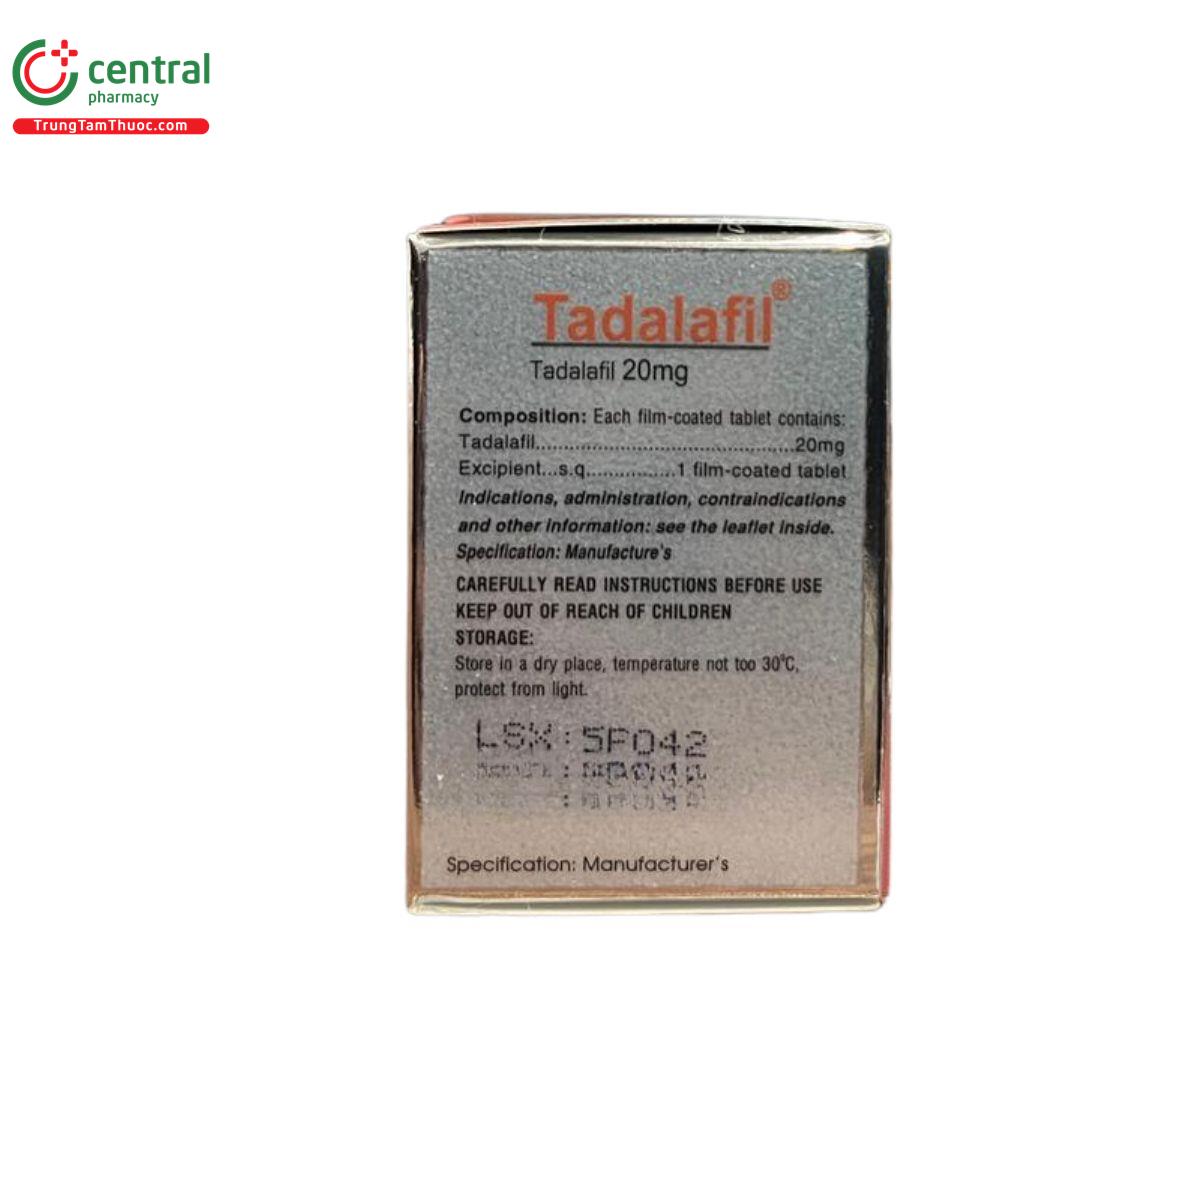 central
pharmacy
TrungTamThuoc.com
Tadalafil®
Tadalafil 20mg
Composition: Each film-coated tablet contains:
Tadalafil..............................................20mg
Excipient...s.q................1 film-coated tablet
Indications, administration, contraindications
and other information: see the leaflet inside.
Specification: Manufacture's
CAREFULLY READ INSTRUCTIONS BEFORE USE
KEEP OUT OF REACH OF CHILDREN
STORAGE:
Store in a dry place, temperature not too 30°C,
protect from light.
LSX : 5P042
Specification: Manufacturer's